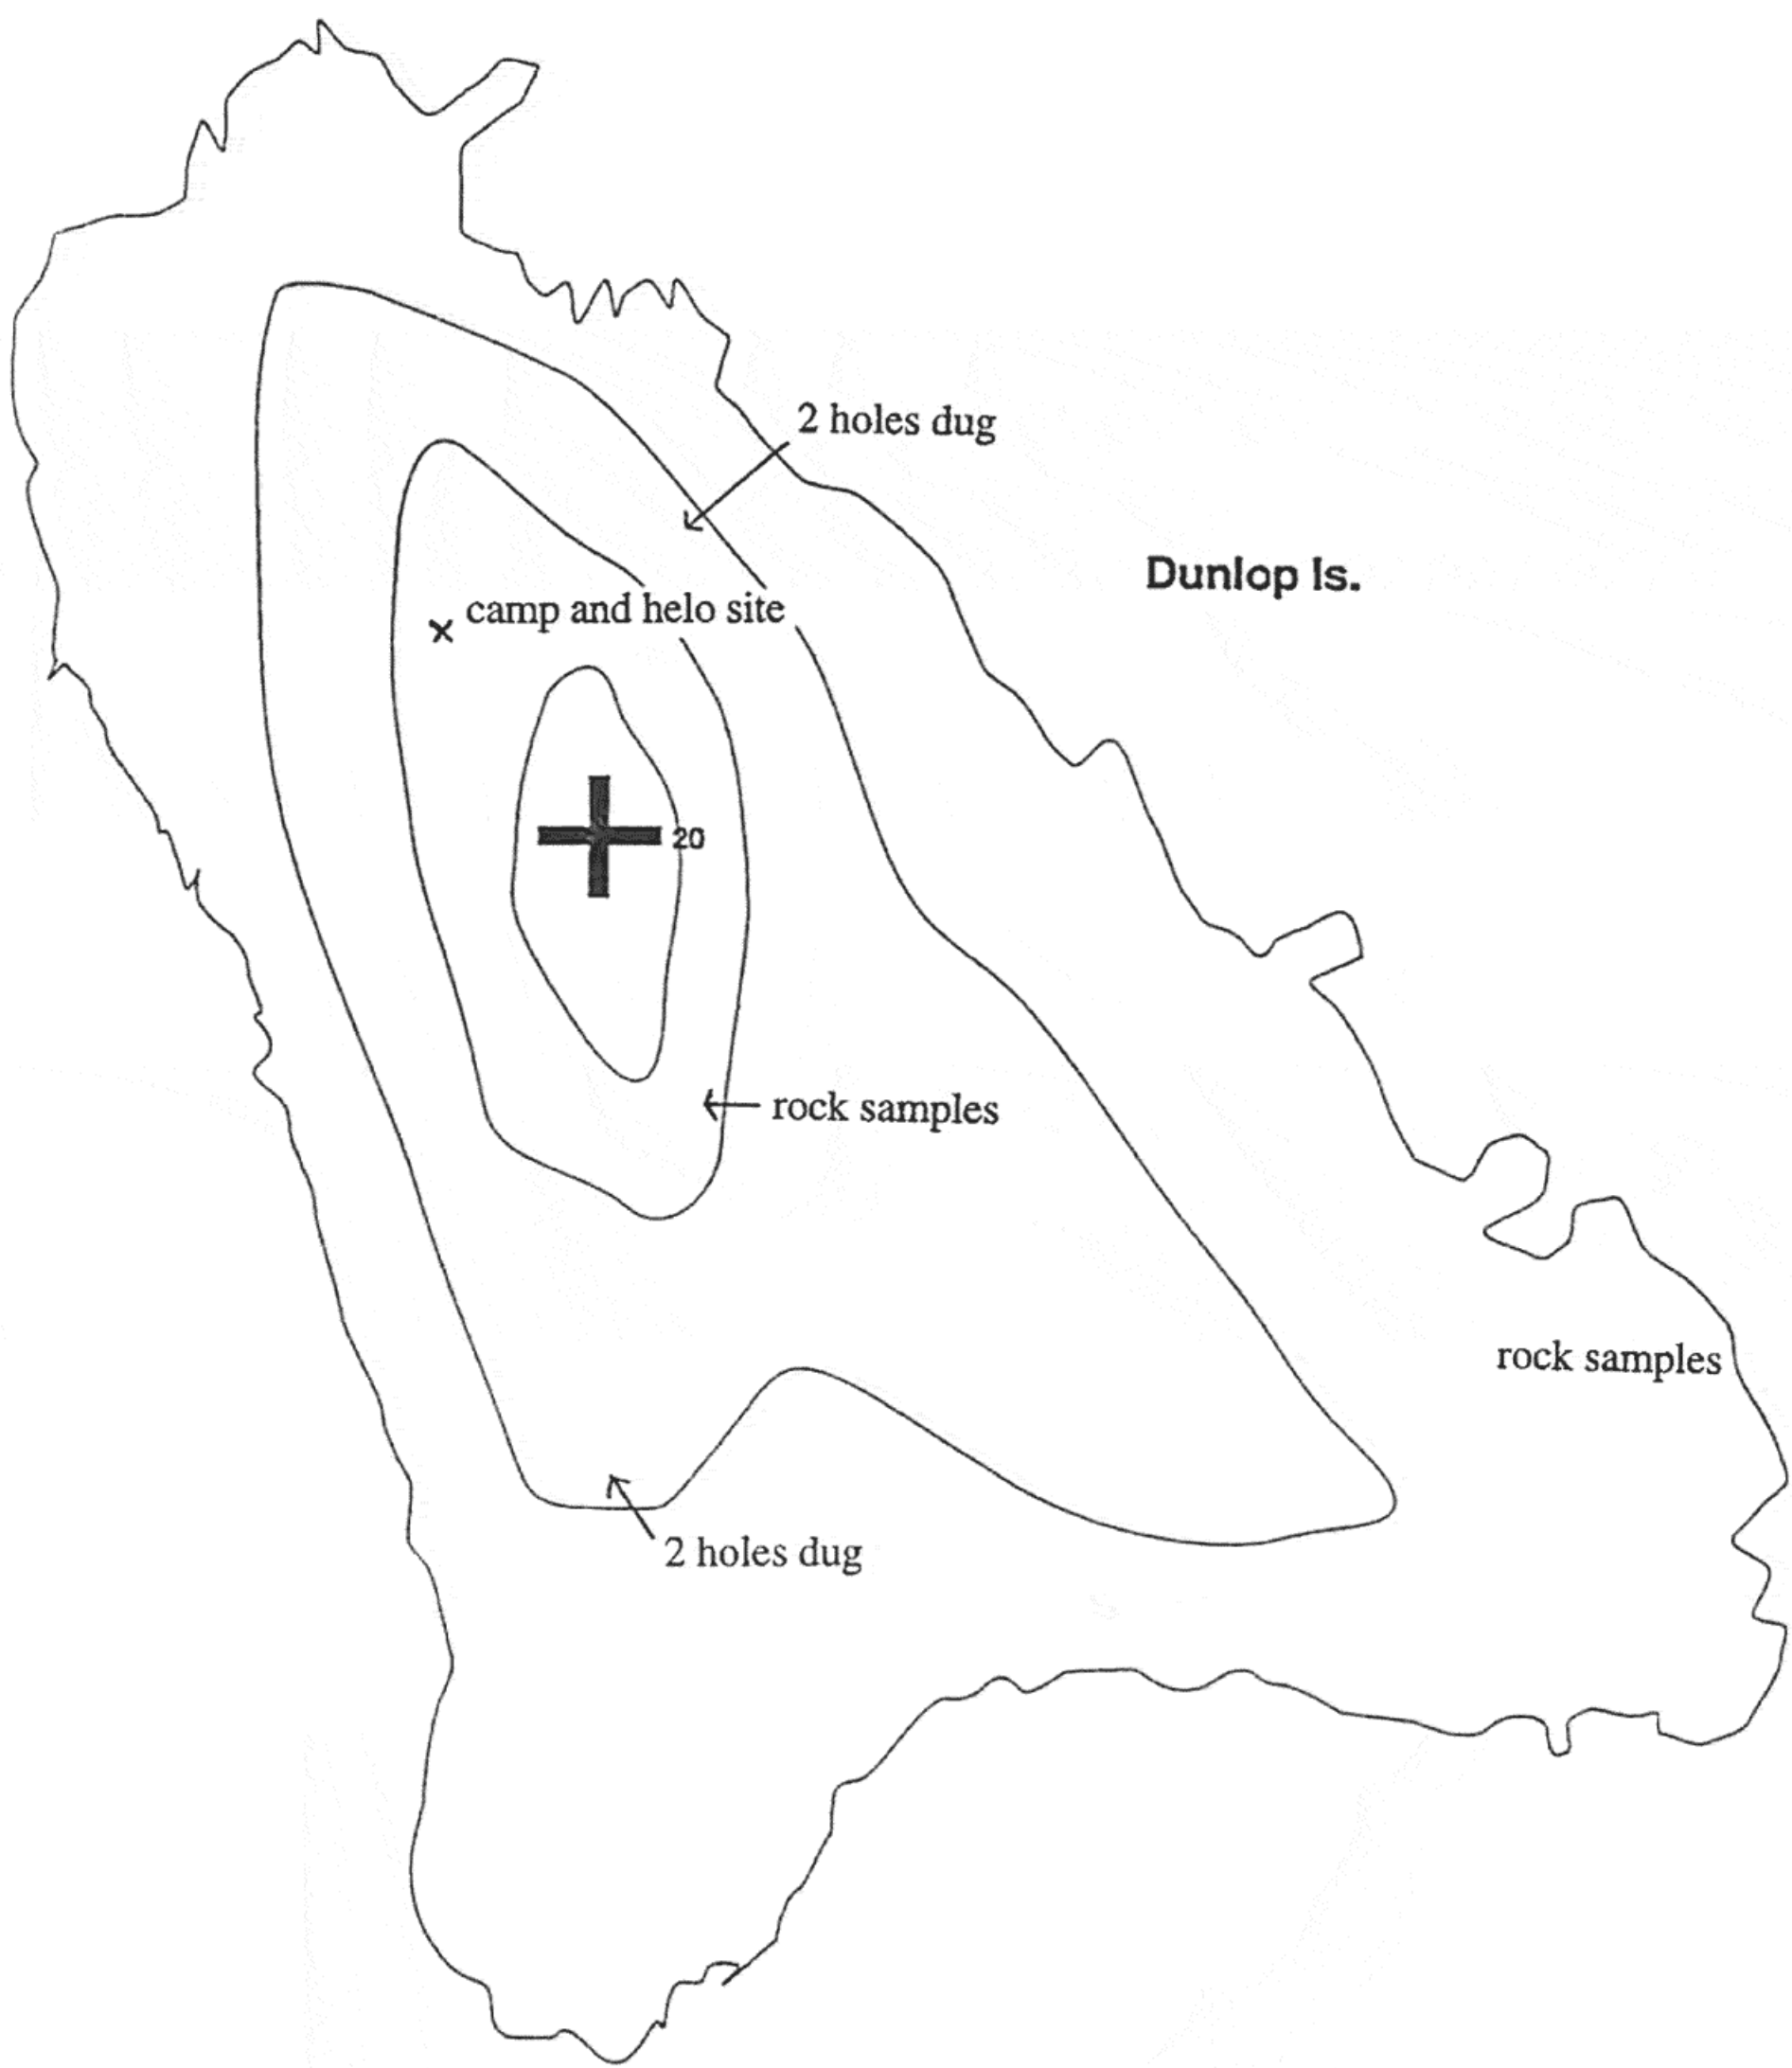 2 holes dug
Dunlop Is.
x camp and helo site
20
rock samples
rock samples
2 holes dug